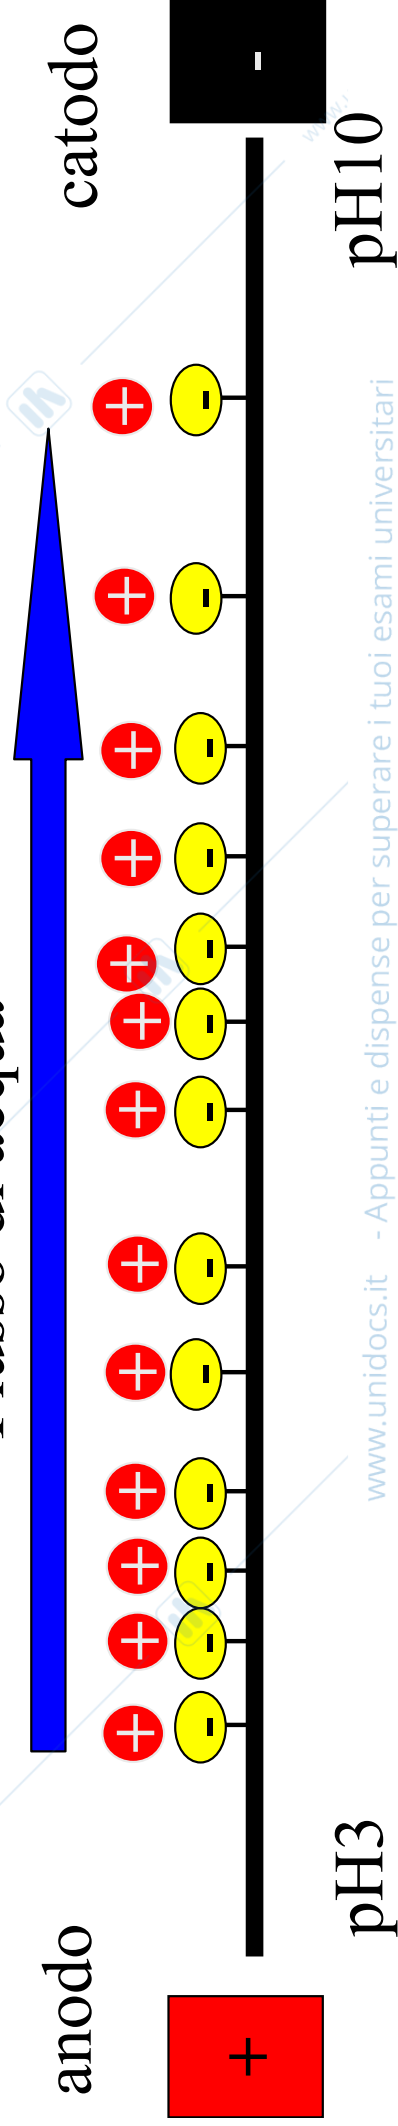 anodo
catodo
pH3
pH10
www.unidocs.it - Appunti e dispense per superare i tuoi esami universitari
+
-